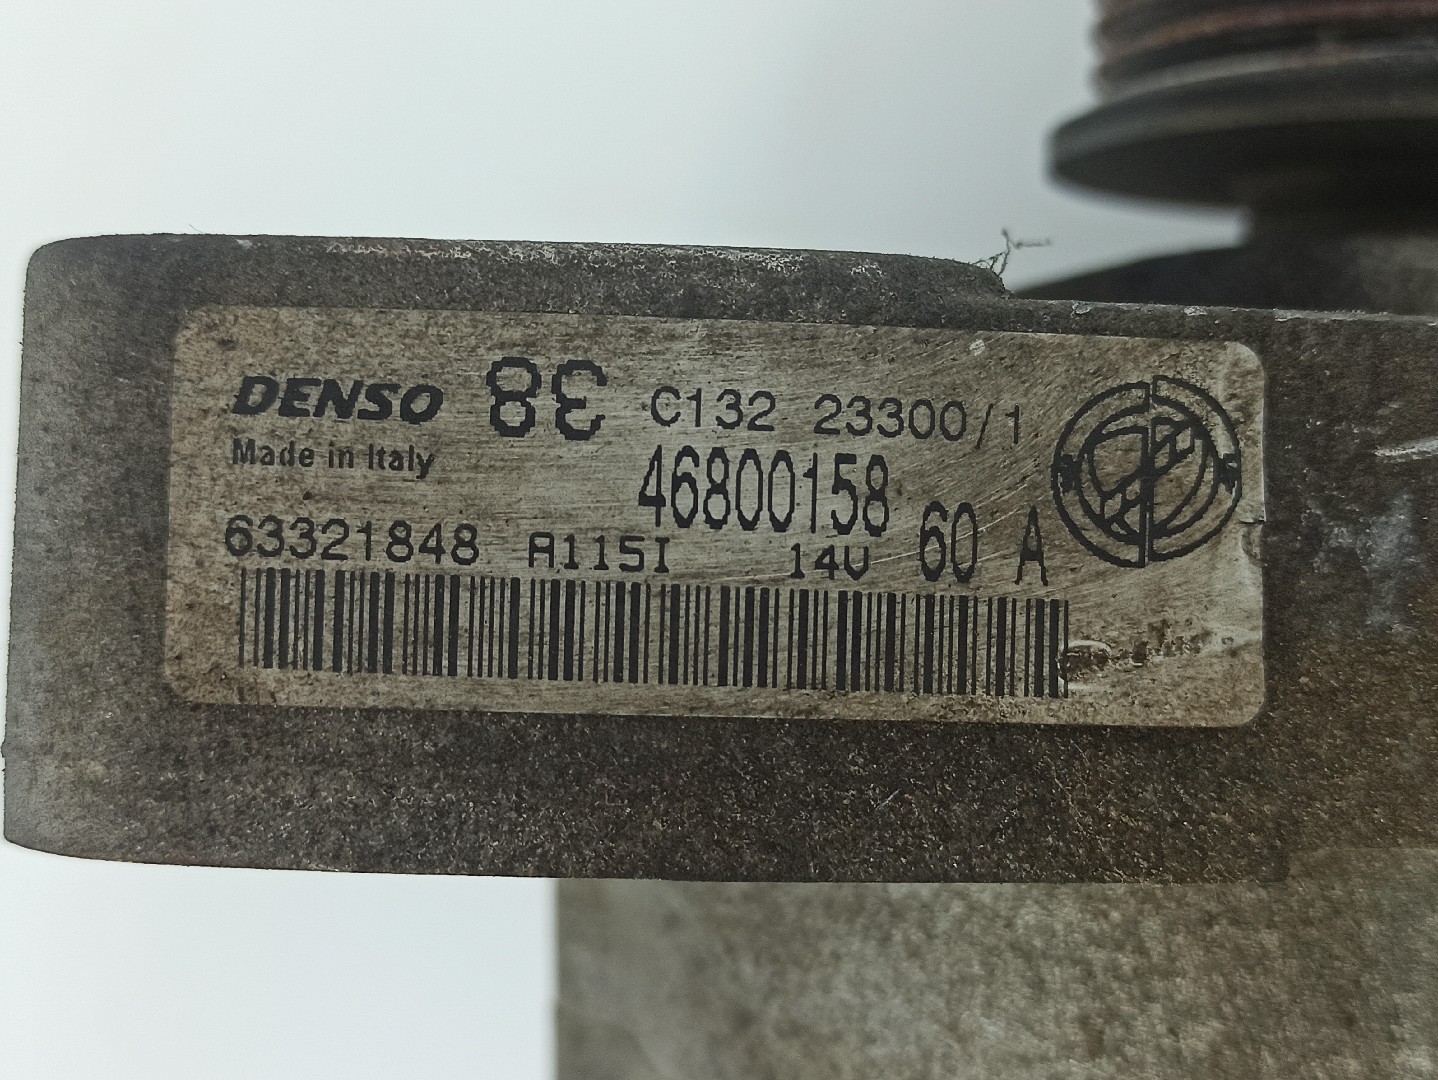 DENSO 8E C132 23300/1
Made in Italy
46800158
63321848 A115I 14V 60 A